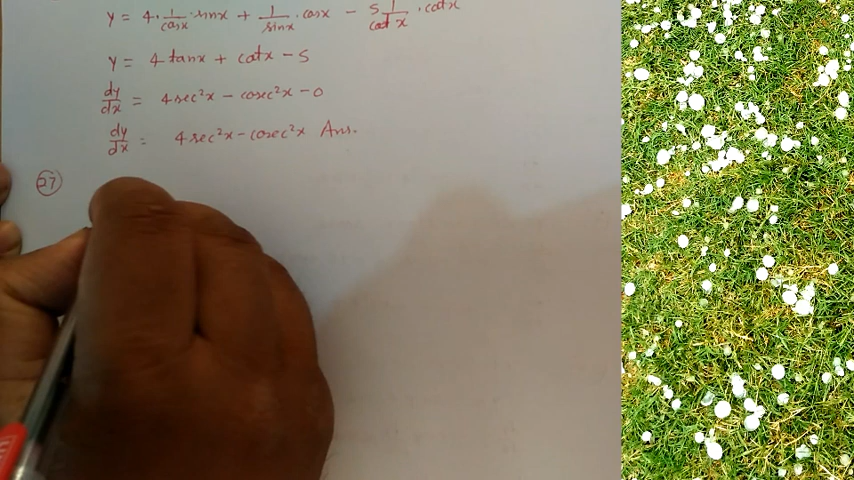 y = 4·1/cosx·sinx + 1/sinx·cosx - 5 1/cotx·cotx
y = 4 tanx + cotx - 5
dy/dx = 4sec²x - cosec²x - 0
dy/dx = 4sec²x - cosec²x Ans.
27